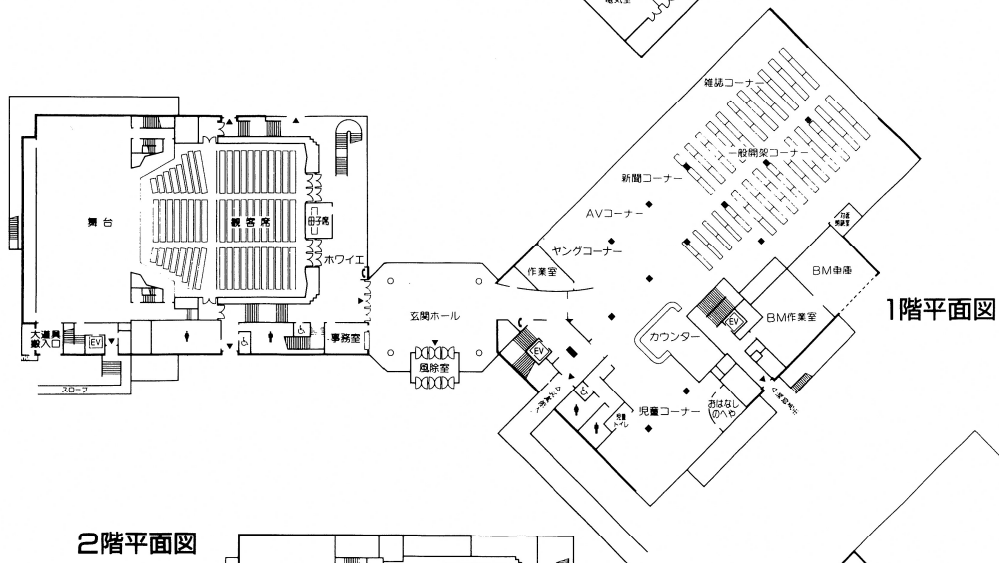 電気室
雑誌コーナー
一般開架コーナー
新聞コーナー
AVコーナー
ヤングコーナー
作業室
BM車庫
BM作業室
1階平面図
舞台
観客席
母子席
ホワイエ
玄関ホール
カウンター
EV
大道具
搬入口
EV
事務室
風除室
EV
スロープ
児童コーナー
おはなし
のへや
児童
トイレ
2階平面図